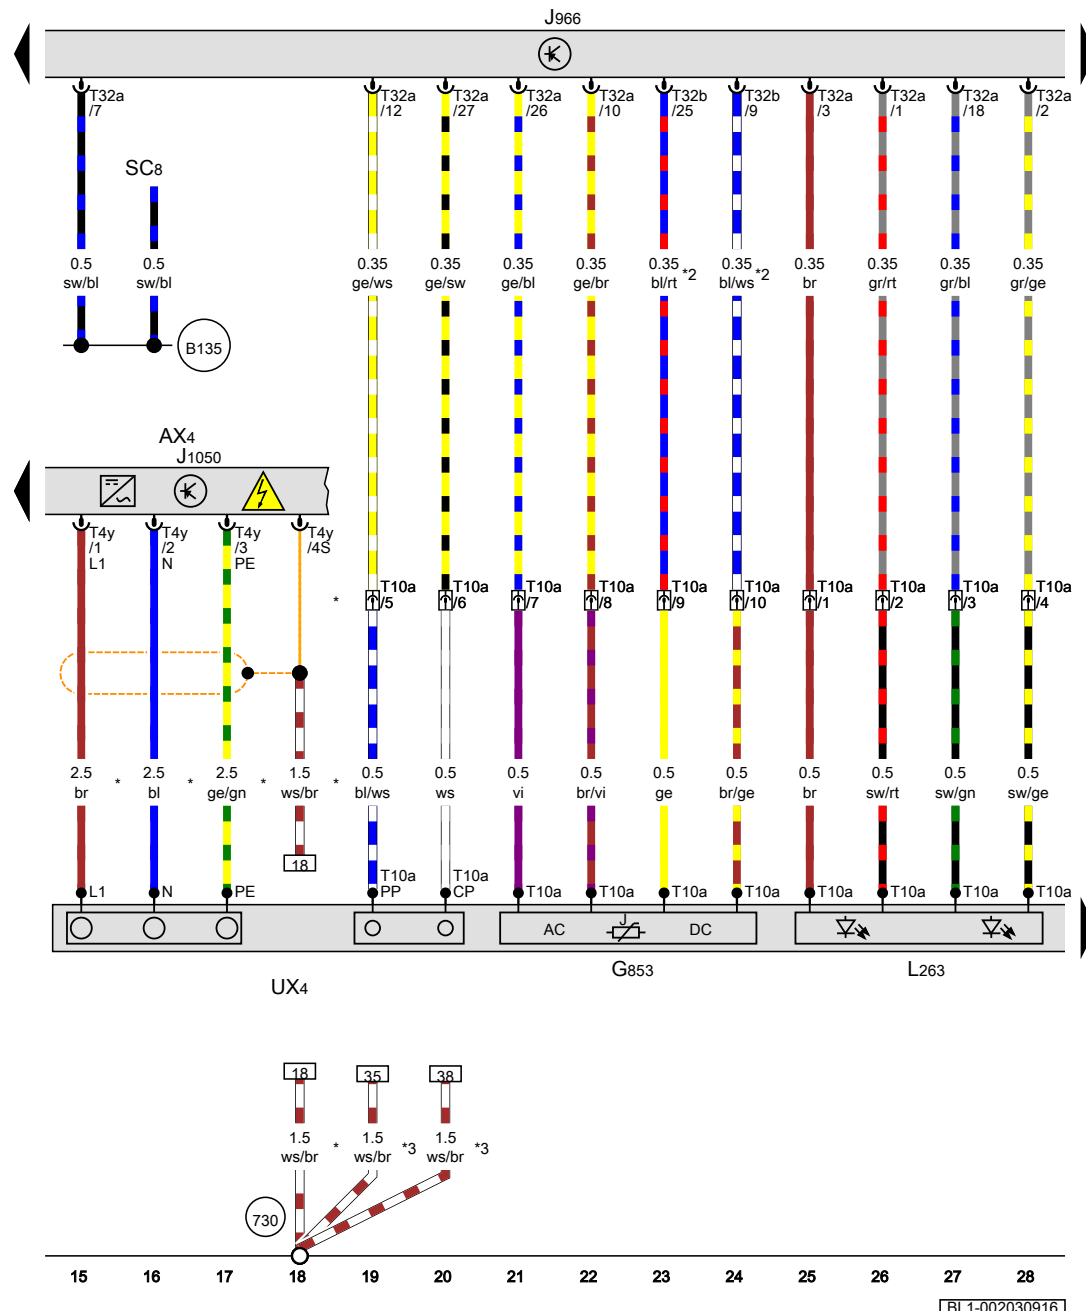 J966
T32a /7
T32a /12
T32a /27
T32a /26
T32a /10
T32b /25
T32b /9
T32a /3
T32a /1
T32a /18
T32a /2
SC8
0.5 sw/bl
0.5 sw/bl
0.35 ge/ws
0.35 ge/sw
0.35 ge/bl
0.35 ge/br
0.35 bl/rt *2
0.35 bl/ws *2
0.35 br
0.35 gr/rt
0.35 gr/bl
0.35 gr/ge
B135
AX4
J1050
T4y /1 L1
T4y /2 N
T4y /3 PE
T4y /4S
*
T10a /5
T10a /6
T10a /7
T10a /8
T10a /9
T10a /10
T10a /1
T10a /2
T10a /3
T10a /4
2.5 br *
2.5 bl *
2.5 ge/gn *
1.5 ws/br *
0.5 bl/ws
0.5 ws
0.5 vi
0.5 br/vi
0.5 ge
0.5 br/ge
0.5 br
0.5 sw/rt
0.5 sw/gn
0.5 sw/ge
18
L1
N
PE
T10a PP
T10a CP
T10a
T10a
T10a
T10a
T10a
T10a
T10a
T10a
AC
J
DC
UX4
G853
L263
18
35
38
1.5 ws/br *
1.5 ws/br *3
1.5 ws/br *3
730
15 16 17 18 19 20 21 22 23 24 25 26 27 28
BL1-002030916